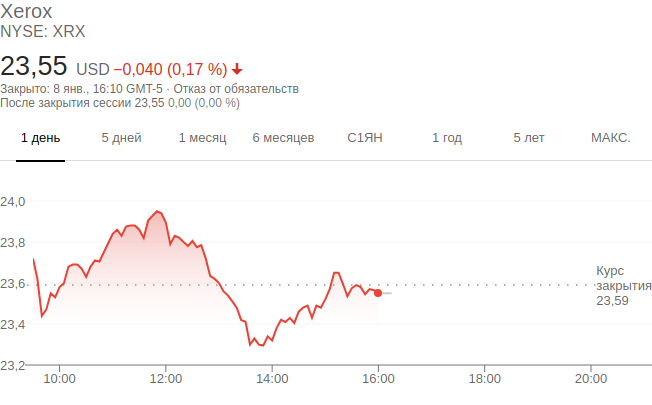 Xerox
NYSE: XRX
23,55 USD −0,040 (0,17 %)
Закрыто: 8 янв., 16:10 GMT-5 · Отказ от обязательств
После закрытия сессии 23,55 0,00 (0,00 %)
1 день 5 дней 1 месяц 6 месяцев С1ЯН 1 год 5 лет МАКС.
24,0
23,8
23,6
23,4
23,2
Курс
закрытия
23,59
10:00 12:00 14:00 16:00 18:00 20:00